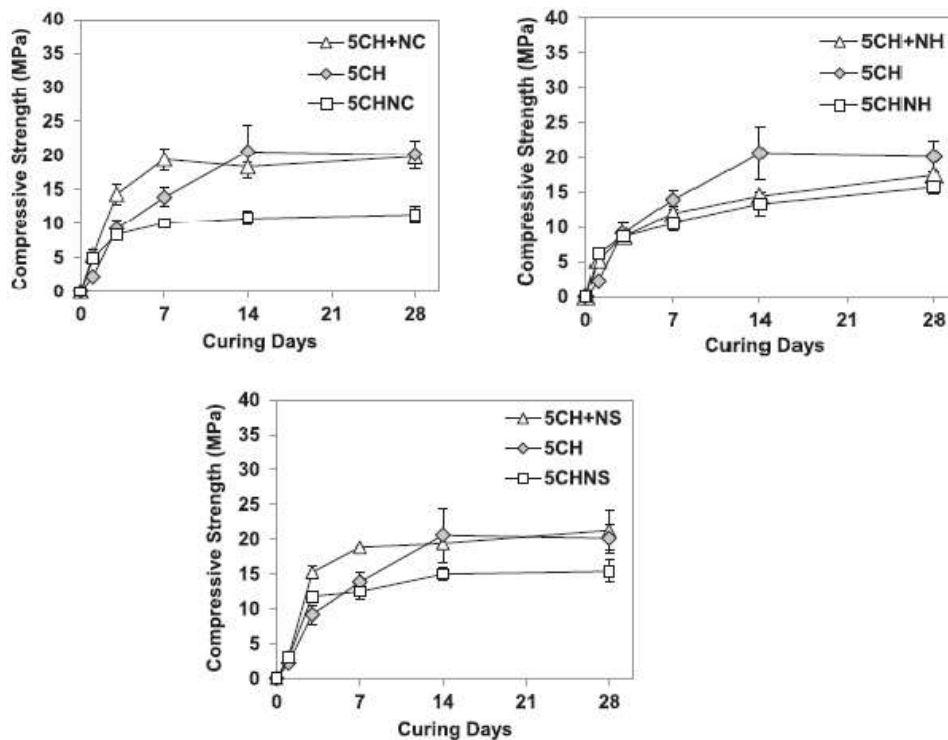 40
35
30
25
20
15
10
5
0
Compressive Strength (MPa)
5CH+NC
5CH
5CHNC
0 7 14 21 28
Curing Days
40
35
30
25
20
15
10
5
0
Compressive Strength (MPa)
5CH+NH
5CH
5CHNH
0 7 14 21 28
Curing Days
40
35
30
25
20
15
10
5
0
Compressive Strength (MPa)
5CH+NS
5CH
5CHNS
0 7 14 21 28
Curing Days